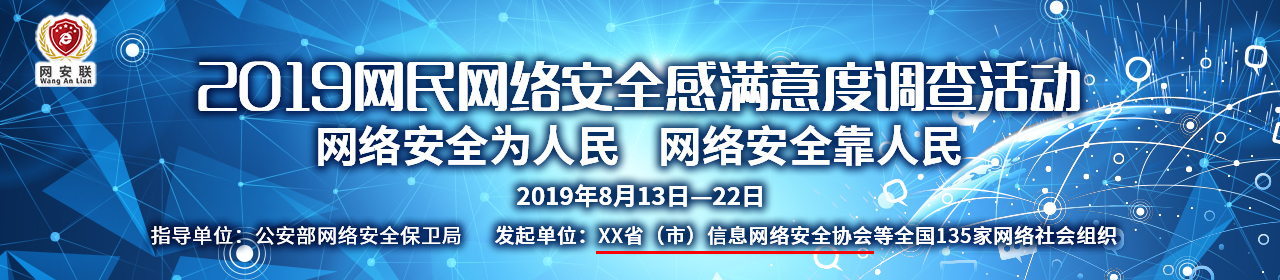 网安联
Wang An Lian
2019网民网络安全感满意度调查活动
网络安全为人民 网络安全靠人民
2019年8月13日—22日
指导单位：公安部网络安全保卫局 发起单位：XX省（市）信息网络安全协会等全国135家网络社会组织